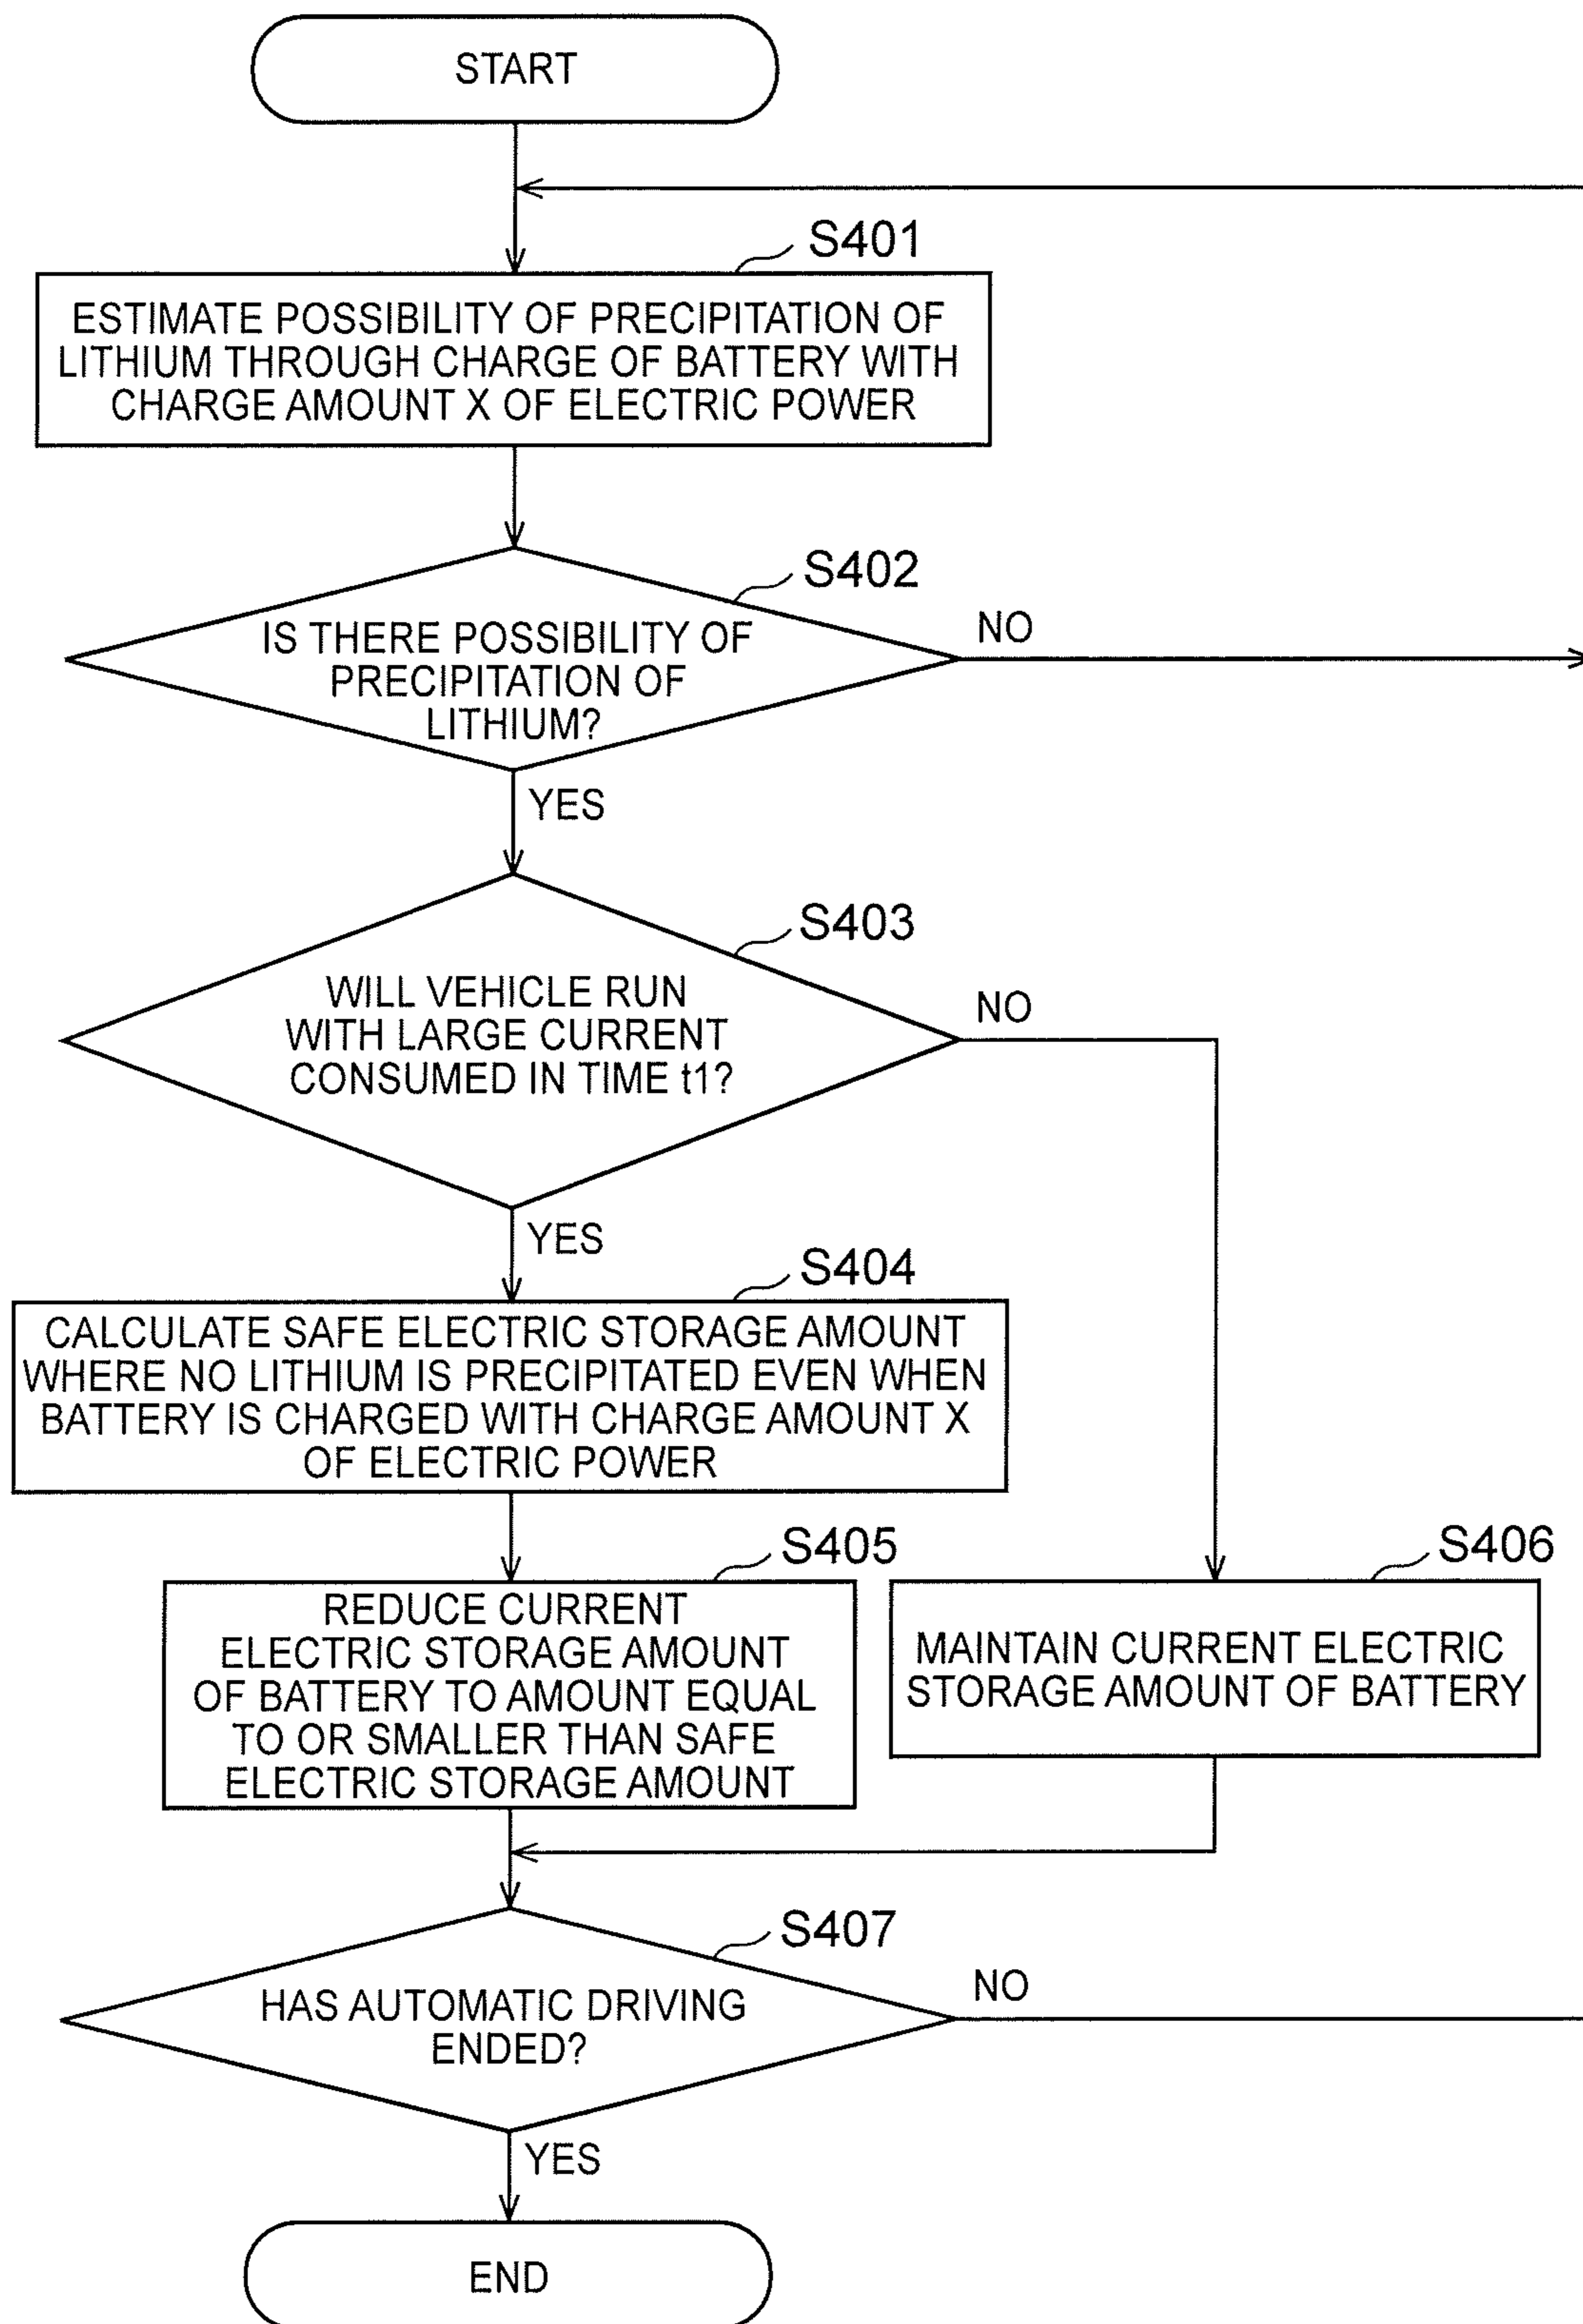 START
S401
ESTIMATE POSSIBILITY OF PRECIPITATION OF
LITHIUM THROUGH CHARGE OF BATTERY WITH
CHARGE AMOUNT X OF ELECTRIC POWER
S402
IS THERE POSSIBILITY OF
PRECIPITATION OF
LITHIUM?
NO
YES
S403
WILL VEHICLE RUN
WITH LARGE CURRENT
CONSUMED IN TIME t1?
NO
YES
S404
CALCULATE SAFE ELECTRIC STORAGE AMOUNT
WHERE NO LITHIUM IS PRECIPITATED EVEN WHEN
BATTERY IS CHARGED WITH CHARGE AMOUNT X
OF ELECTRIC POWER
S405
REDUCE CURRENT
ELECTRIC STORAGE AMOUNT
OF BATTERY TO AMOUNT EQUAL
TO OR SMALLER THAN SAFE
ELECTRIC STORAGE AMOUNT
S406
MAINTAIN CURRENT ELECTRIC
STORAGE AMOUNT OF BATTERY
S407
HAS AUTOMATIC DRIVING
ENDED?
NO
YES
END